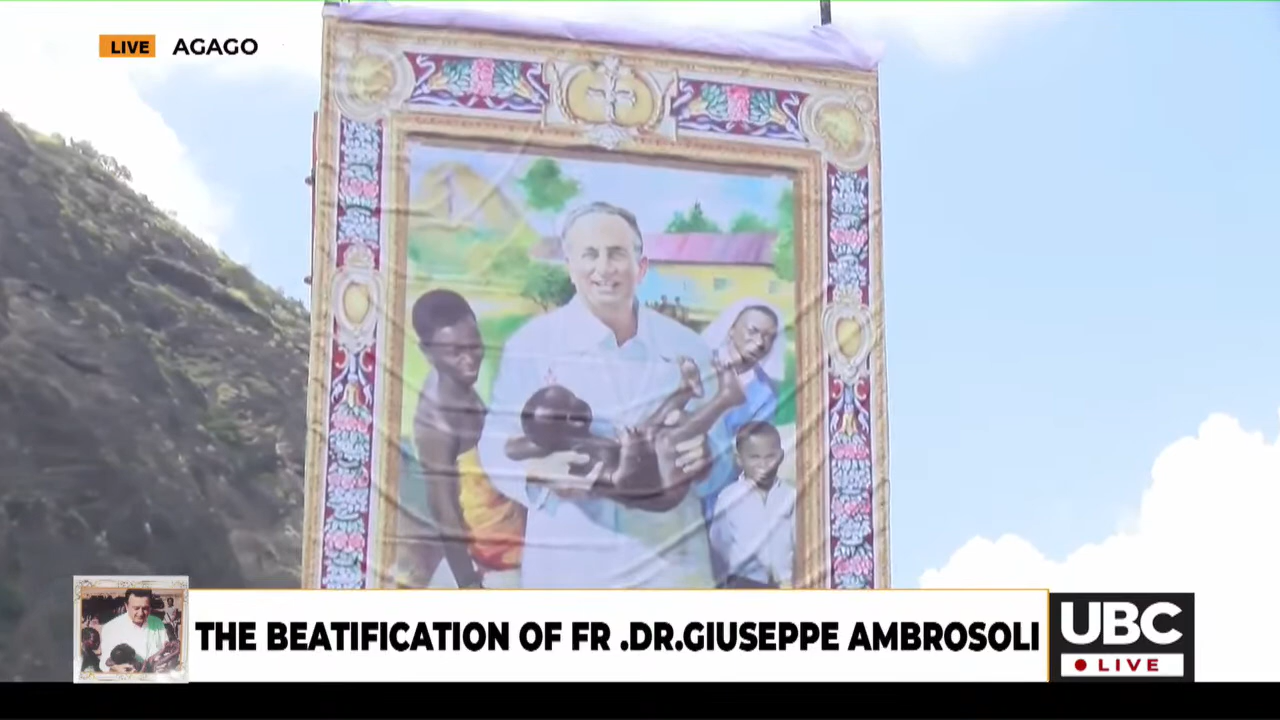 LIVE AGAGO
THE BEATIFICATION OF FR .DR.GIUSEPPE AMBROSOLI
UBC
LIVE